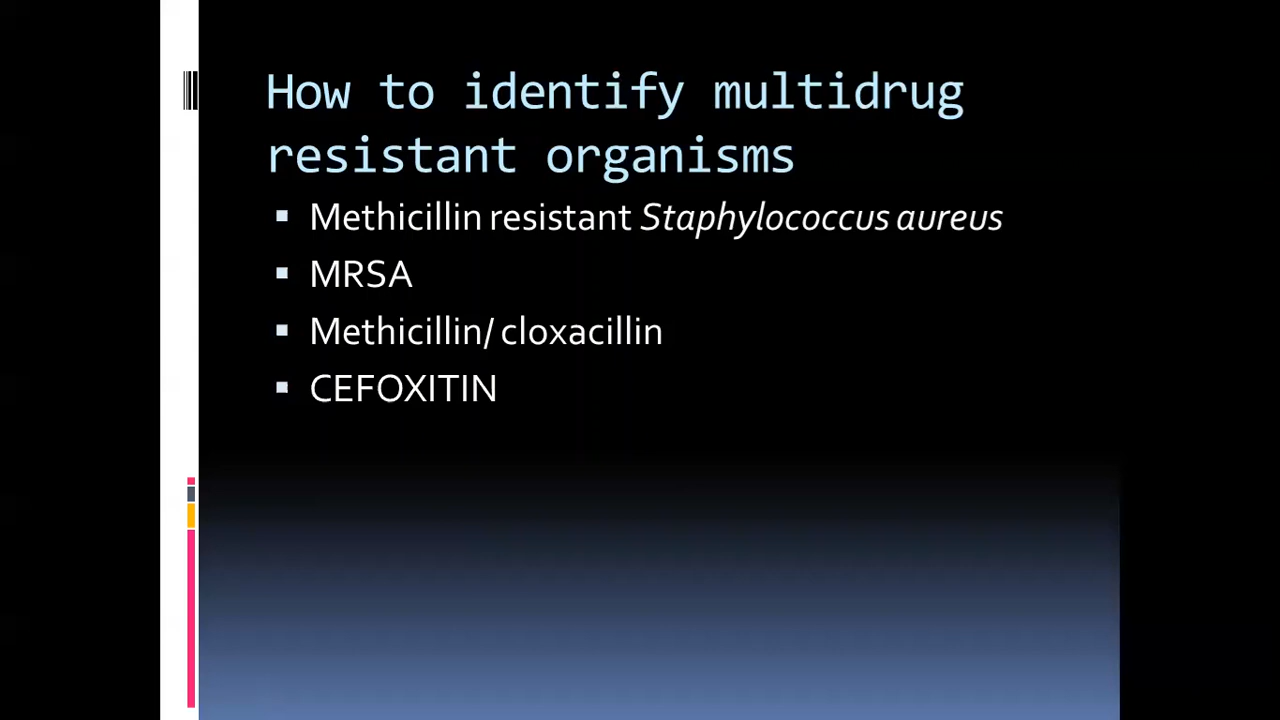 How to identify multidrug
resistant organisms
Methicillin resistant Staphylococcus aureus
MRSA
Methicillin/ cloxacillin
CEFOXITIN